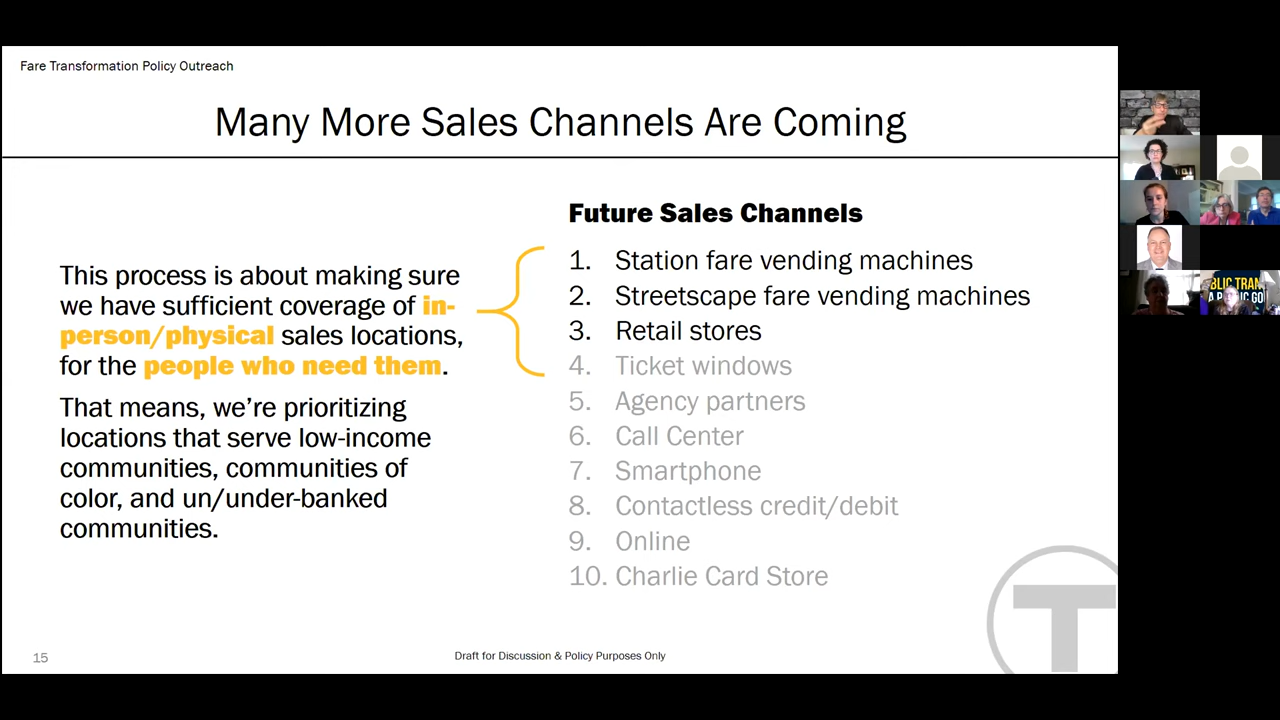 Fare Transformation Policy Outreach
Many More Sales Channels Are Coming
This process is about making sure
we have sufficient coverage of in-
person/physical sales locations,
for the people who need them.
That means, we're prioritizing
locations that serve low-income
communities, communities of
color, and un/under-banked
communities.
Future Sales Channels
1. Station fare vending machines
2. Streetscape fare vending machines
3. Retail stores
4. Ticket windows
5. Agency partners
6. Call Center
7. Smartphone
8. Contactless credit/debit
9. Online
10. Charlie Card Store
T
15
Draft for Discussion & Policy Purposes Only